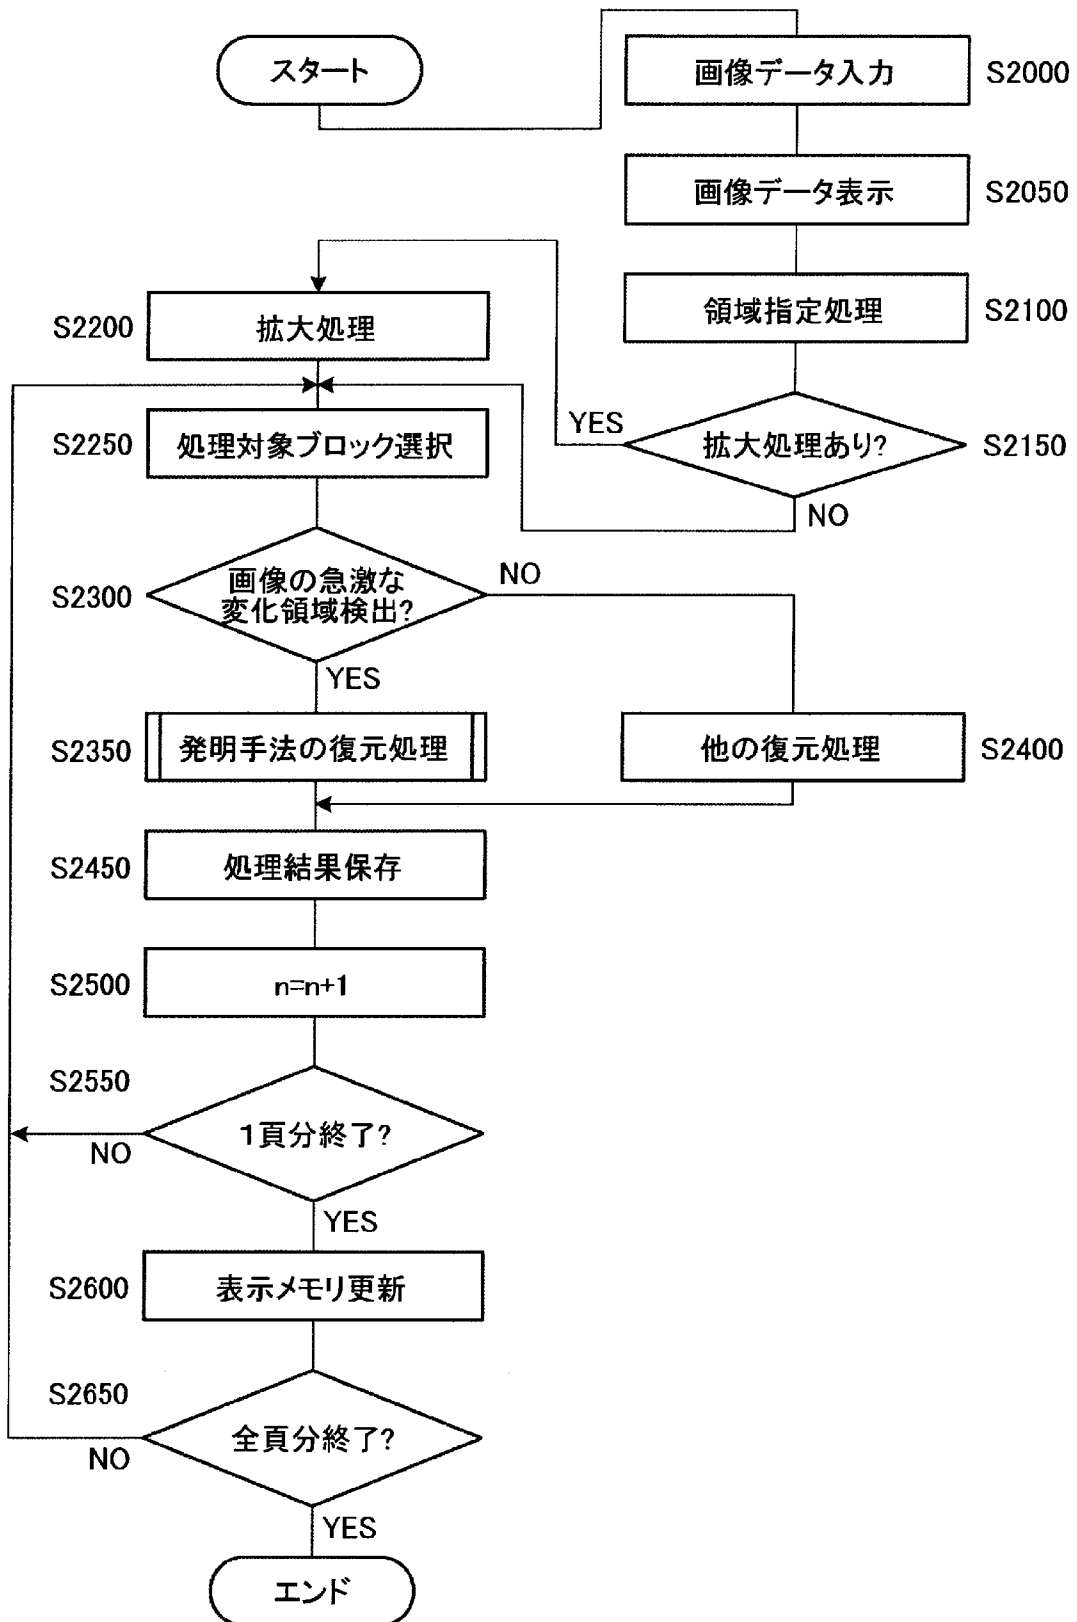 スタート
画像データ入力
S2000
画像データ表示
S2050
領域指定処理
S2100
拡大処理あり?
S2150
YES
NO
S2200
拡大処理
S2250
処理対象ブロック選択
S2300
画像の急激な
変化領域検出?
NO
YES
S2350
発明手法の復元処理
他の復元処理
S2400
S2450
処理結果保存
S2500
n=n+1
S2550
1頁分終了?
NO
YES
S2600
表示メモリ更新
S2650
全頁分終了?
NO
YES
エンド